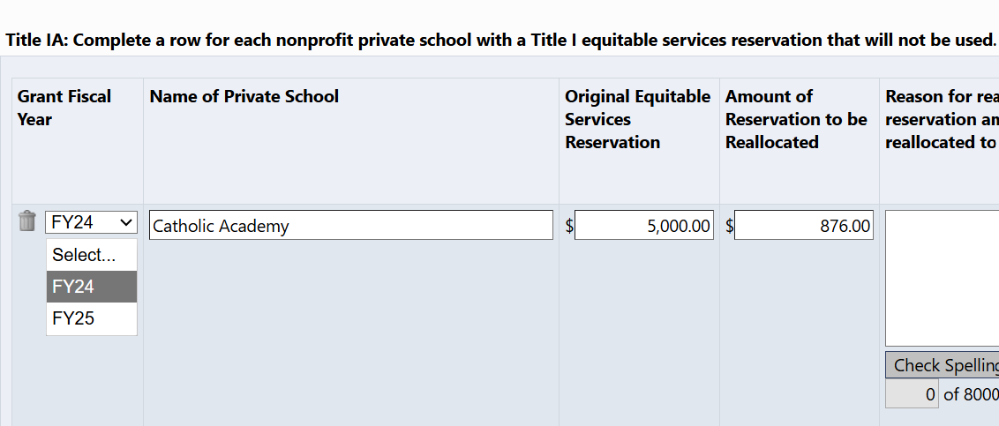 Title IA: Complete a row for each nonprofit private school with a Title I equitable services reservation that will not be used.
Grant Fiscal
Year
Name of Private School
Original Equitable
Services
Reservation
Amount of
Reservation to be
Reallocated
Reason for
reservation
reallocated to
FY24
Catholic Academy
$ 5,000.00
$ 876.00
Select...
FY24
FY25
Check Spelling
0 of 8000